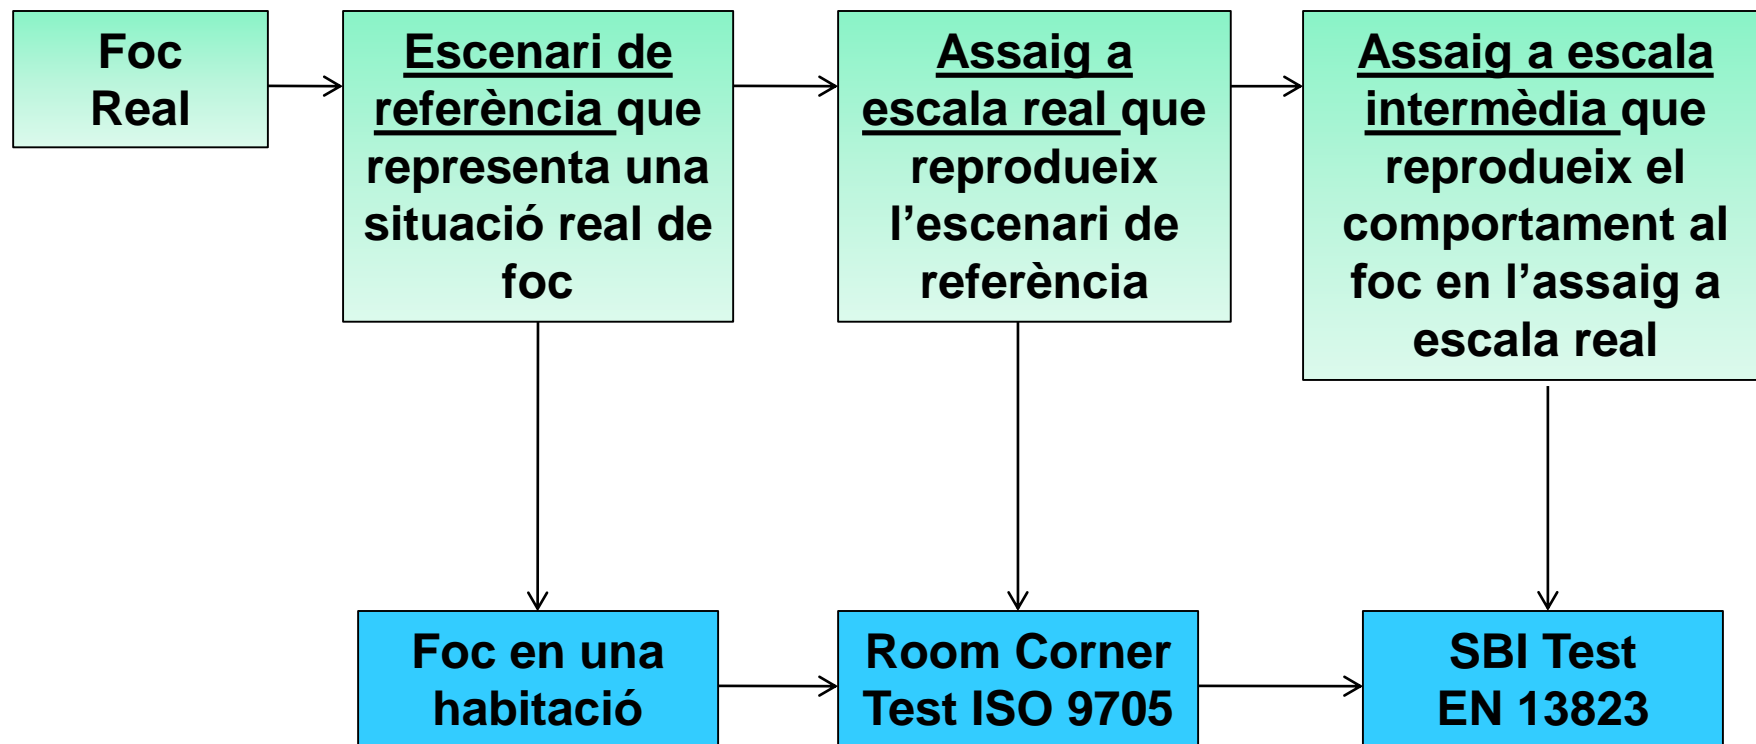 Foc
Real
Escenari de
referència que
representa una
situació real de
foc
Assaig a
escala real que
reprodueix
l’escenari de
referència
Assaig a escala
intermèdia que
reprodueix el
comportament al
foc en l’assaig a
escala real
Foc en una
habitació
Room Corner
Test ISO 9705
SBI Test
EN 13823